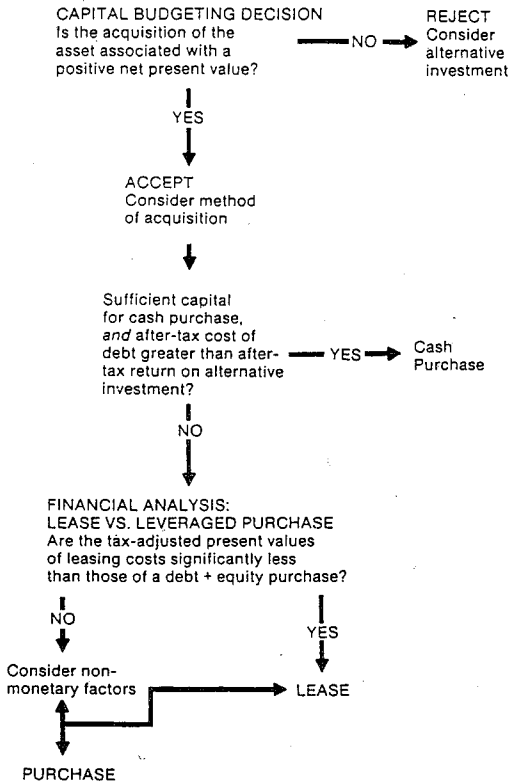 CAPITAL BUDGETING DECISION
Is the acquisition of the
asset associated with a
positive net present value?
NO
REJECT
Consider
alternative
investment
YES
ACCEPT
Consider method
of acquisition
Sufficient capital
for cash purchase,
and after-tax cost of
debt greater than after-
tax return on alternative
investment?
YES
Cash
Purchase
NO
FINANCIAL ANALYSIS:
LEASE VS. LEVERAGED PURCHASE
Are the tax-adjusted present values
of leasing costs significantly less
than those of a debt + equity purchase?
NO
YES
Consider non-
monetary factors
LEASE
PURCHASE